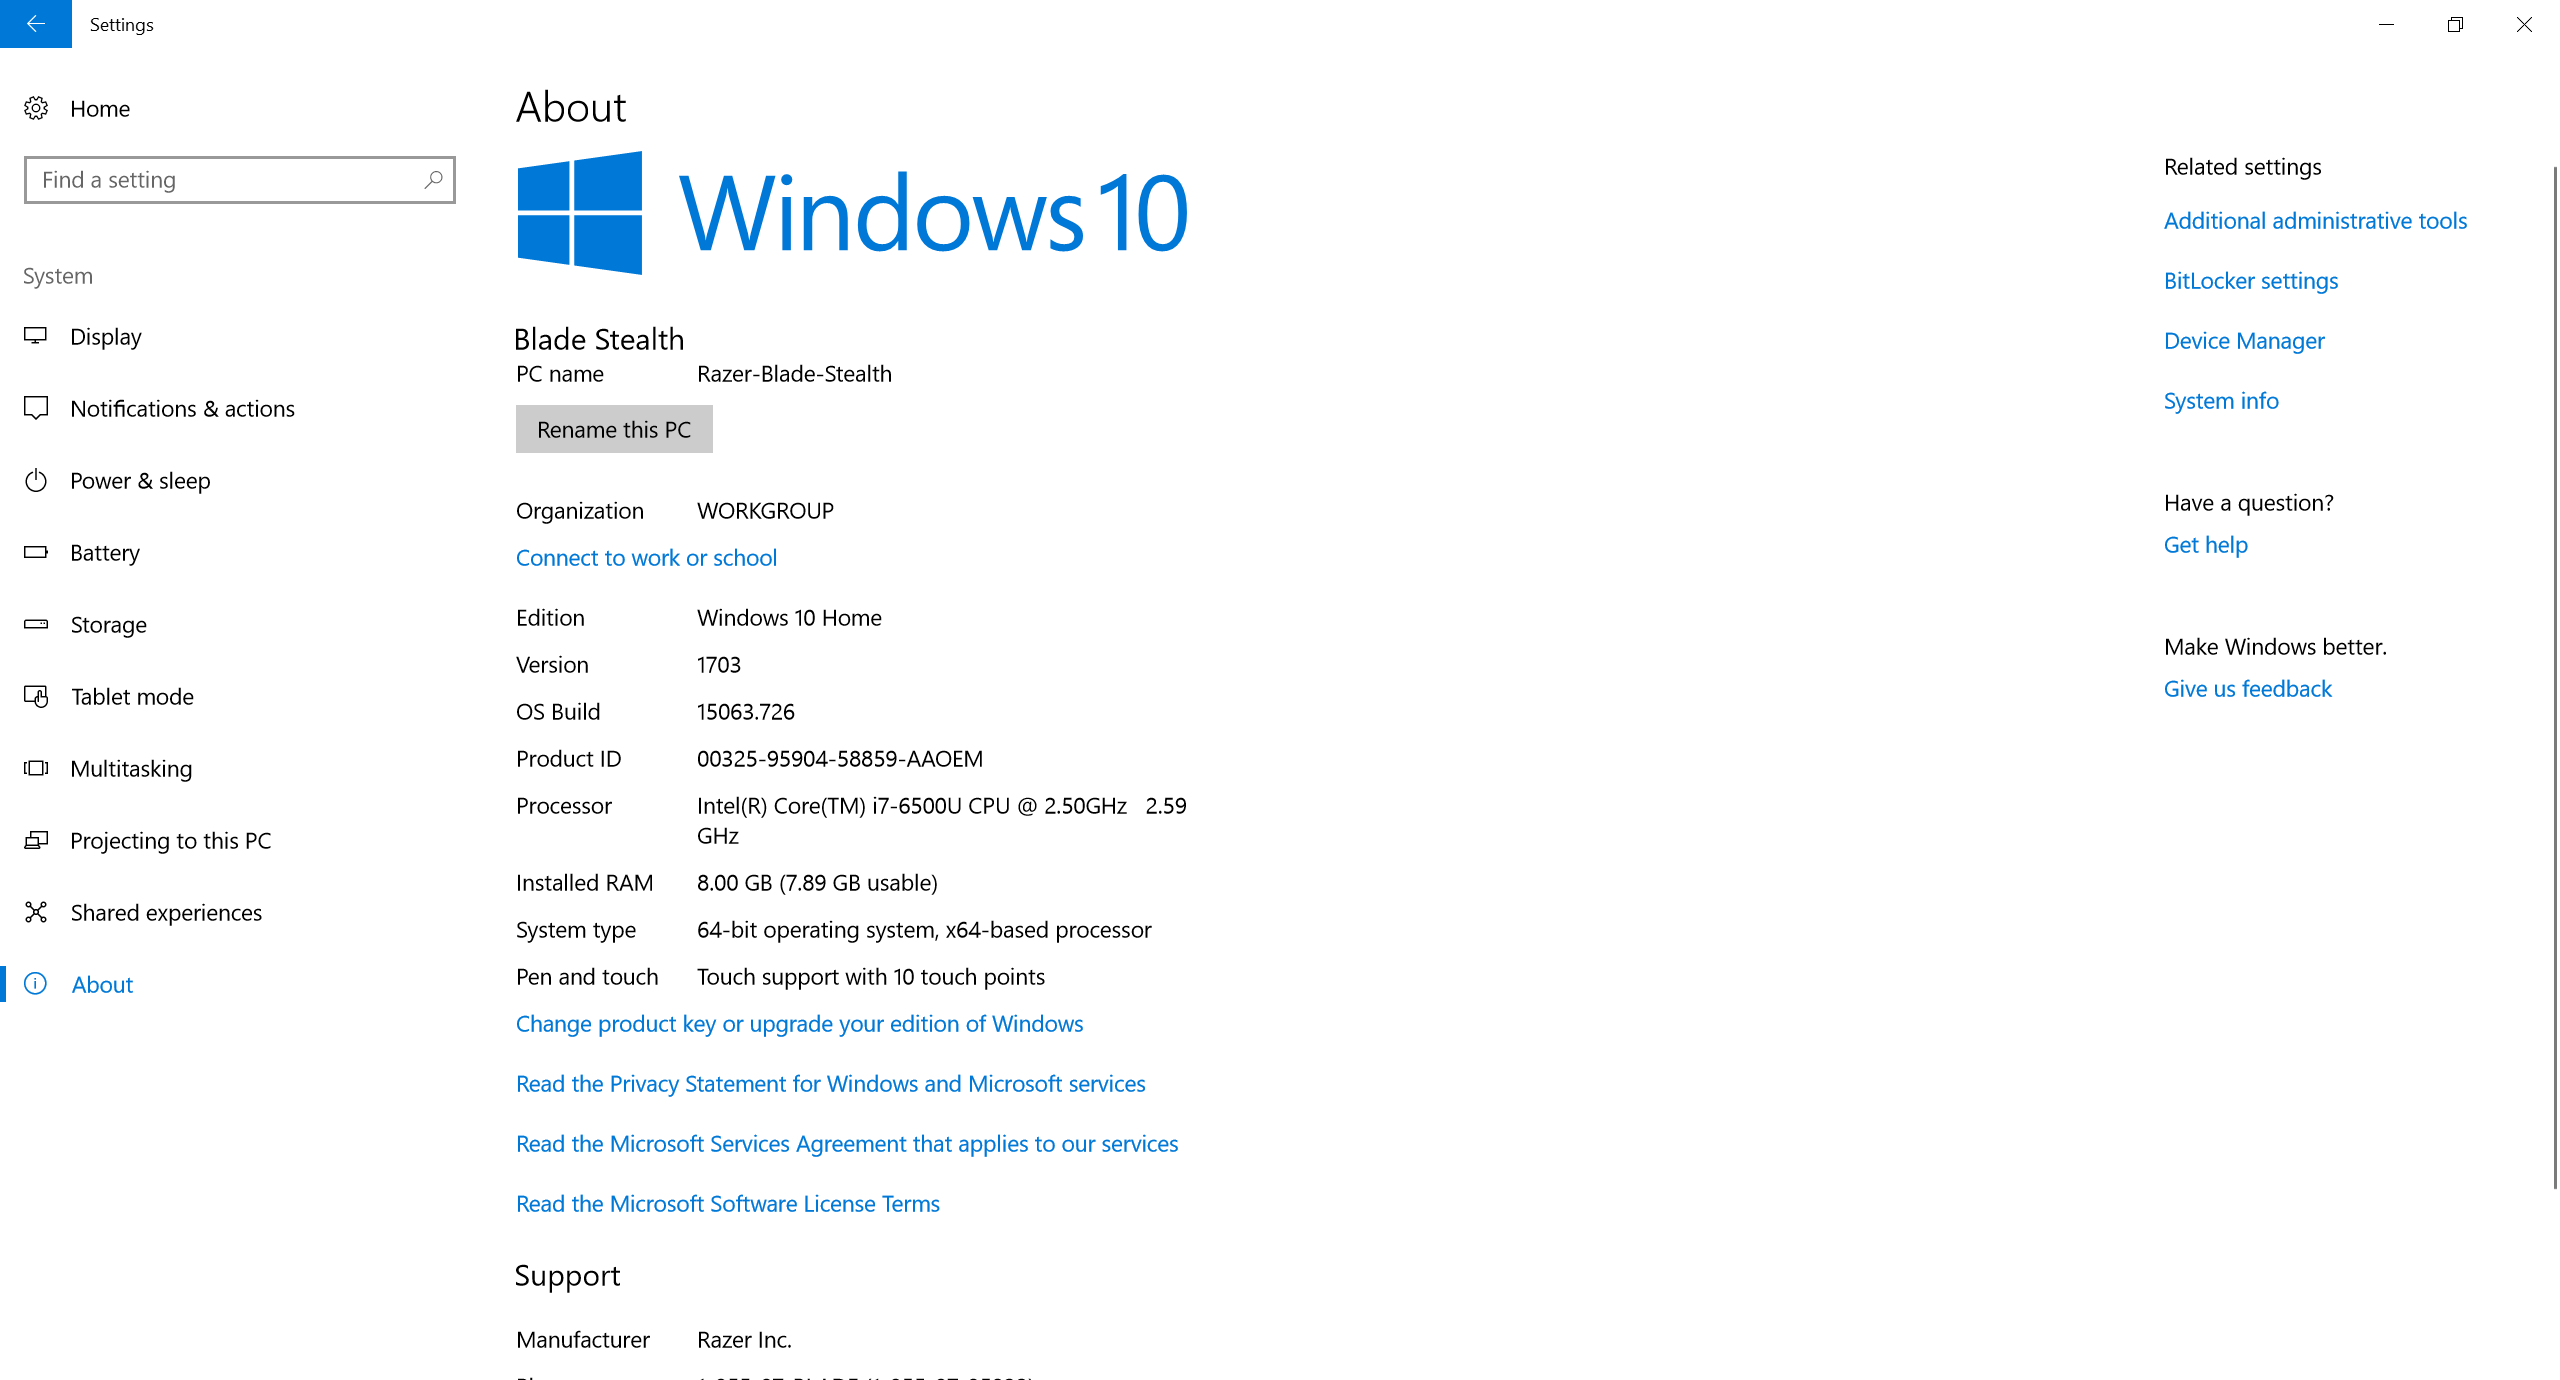 Settings
Home
Find a setting
System
Display
Notifications & actions
Power & sleep
Battery
Storage
Tablet mode
Multitasking
Projecting to this PC
Shared experiences
About
About
Windows 10
Blade Stealth
PC name Razer-Blade-Stealth
Rename this PC
Organization WORKGROUP
Connect to work or school
Edition Windows 10 Home
Version 1703
OS Build 15063.726
Product ID 00325-95904-58859-AAOEM
Processor Intel(R) Core(TM) i7-6500U CPU @ 2.50GHz 2.59
GHz
Installed RAM 8.00 GB (7.89 GB usable)
System type 64-bit operating system, x64-based processor
Pen and touch Touch support with 10 touch points
Change product key or upgrade your edition of Windows
Read the Privacy Statement for Windows and Microsoft services
Read the Microsoft Services Agreement that applies to our services
Read the Microsoft Software License Terms
Support
Manufacturer Razer Inc.
Related settings
Additional administrative tools
BitLocker settings
Device Manager
System info
Have a question?
Get help
Make Windows better.
Give us feedback